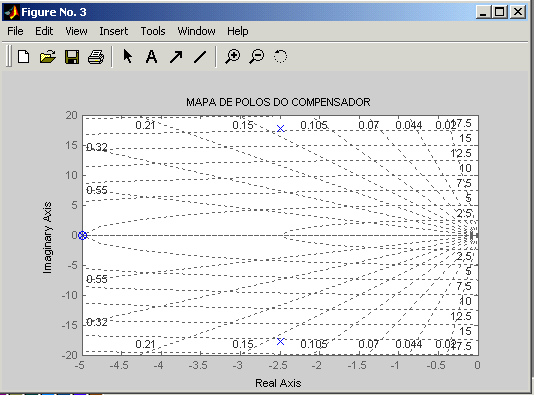 Figure No. 3
File Edit View Insert Tools Window Help
A
MAPA DE POLOS DO COMPENSADOR
20
15
10
5
0
-5
-10
-15
-20
Imaginary Axis
0.21 0.15 0.105 0.07 0.044 17.5
0.32 15
12.5
10
0.55 7.5
5
2.5
2.5
5
0.55 7.5
10
12.5
0.32 15
0.21 0.15 0.105 0.07 0.044 17.5
-5 -4.5 -4 -3.5 -3 -2.5 -2 -1.5 -1 -0.5 0
Real Axis